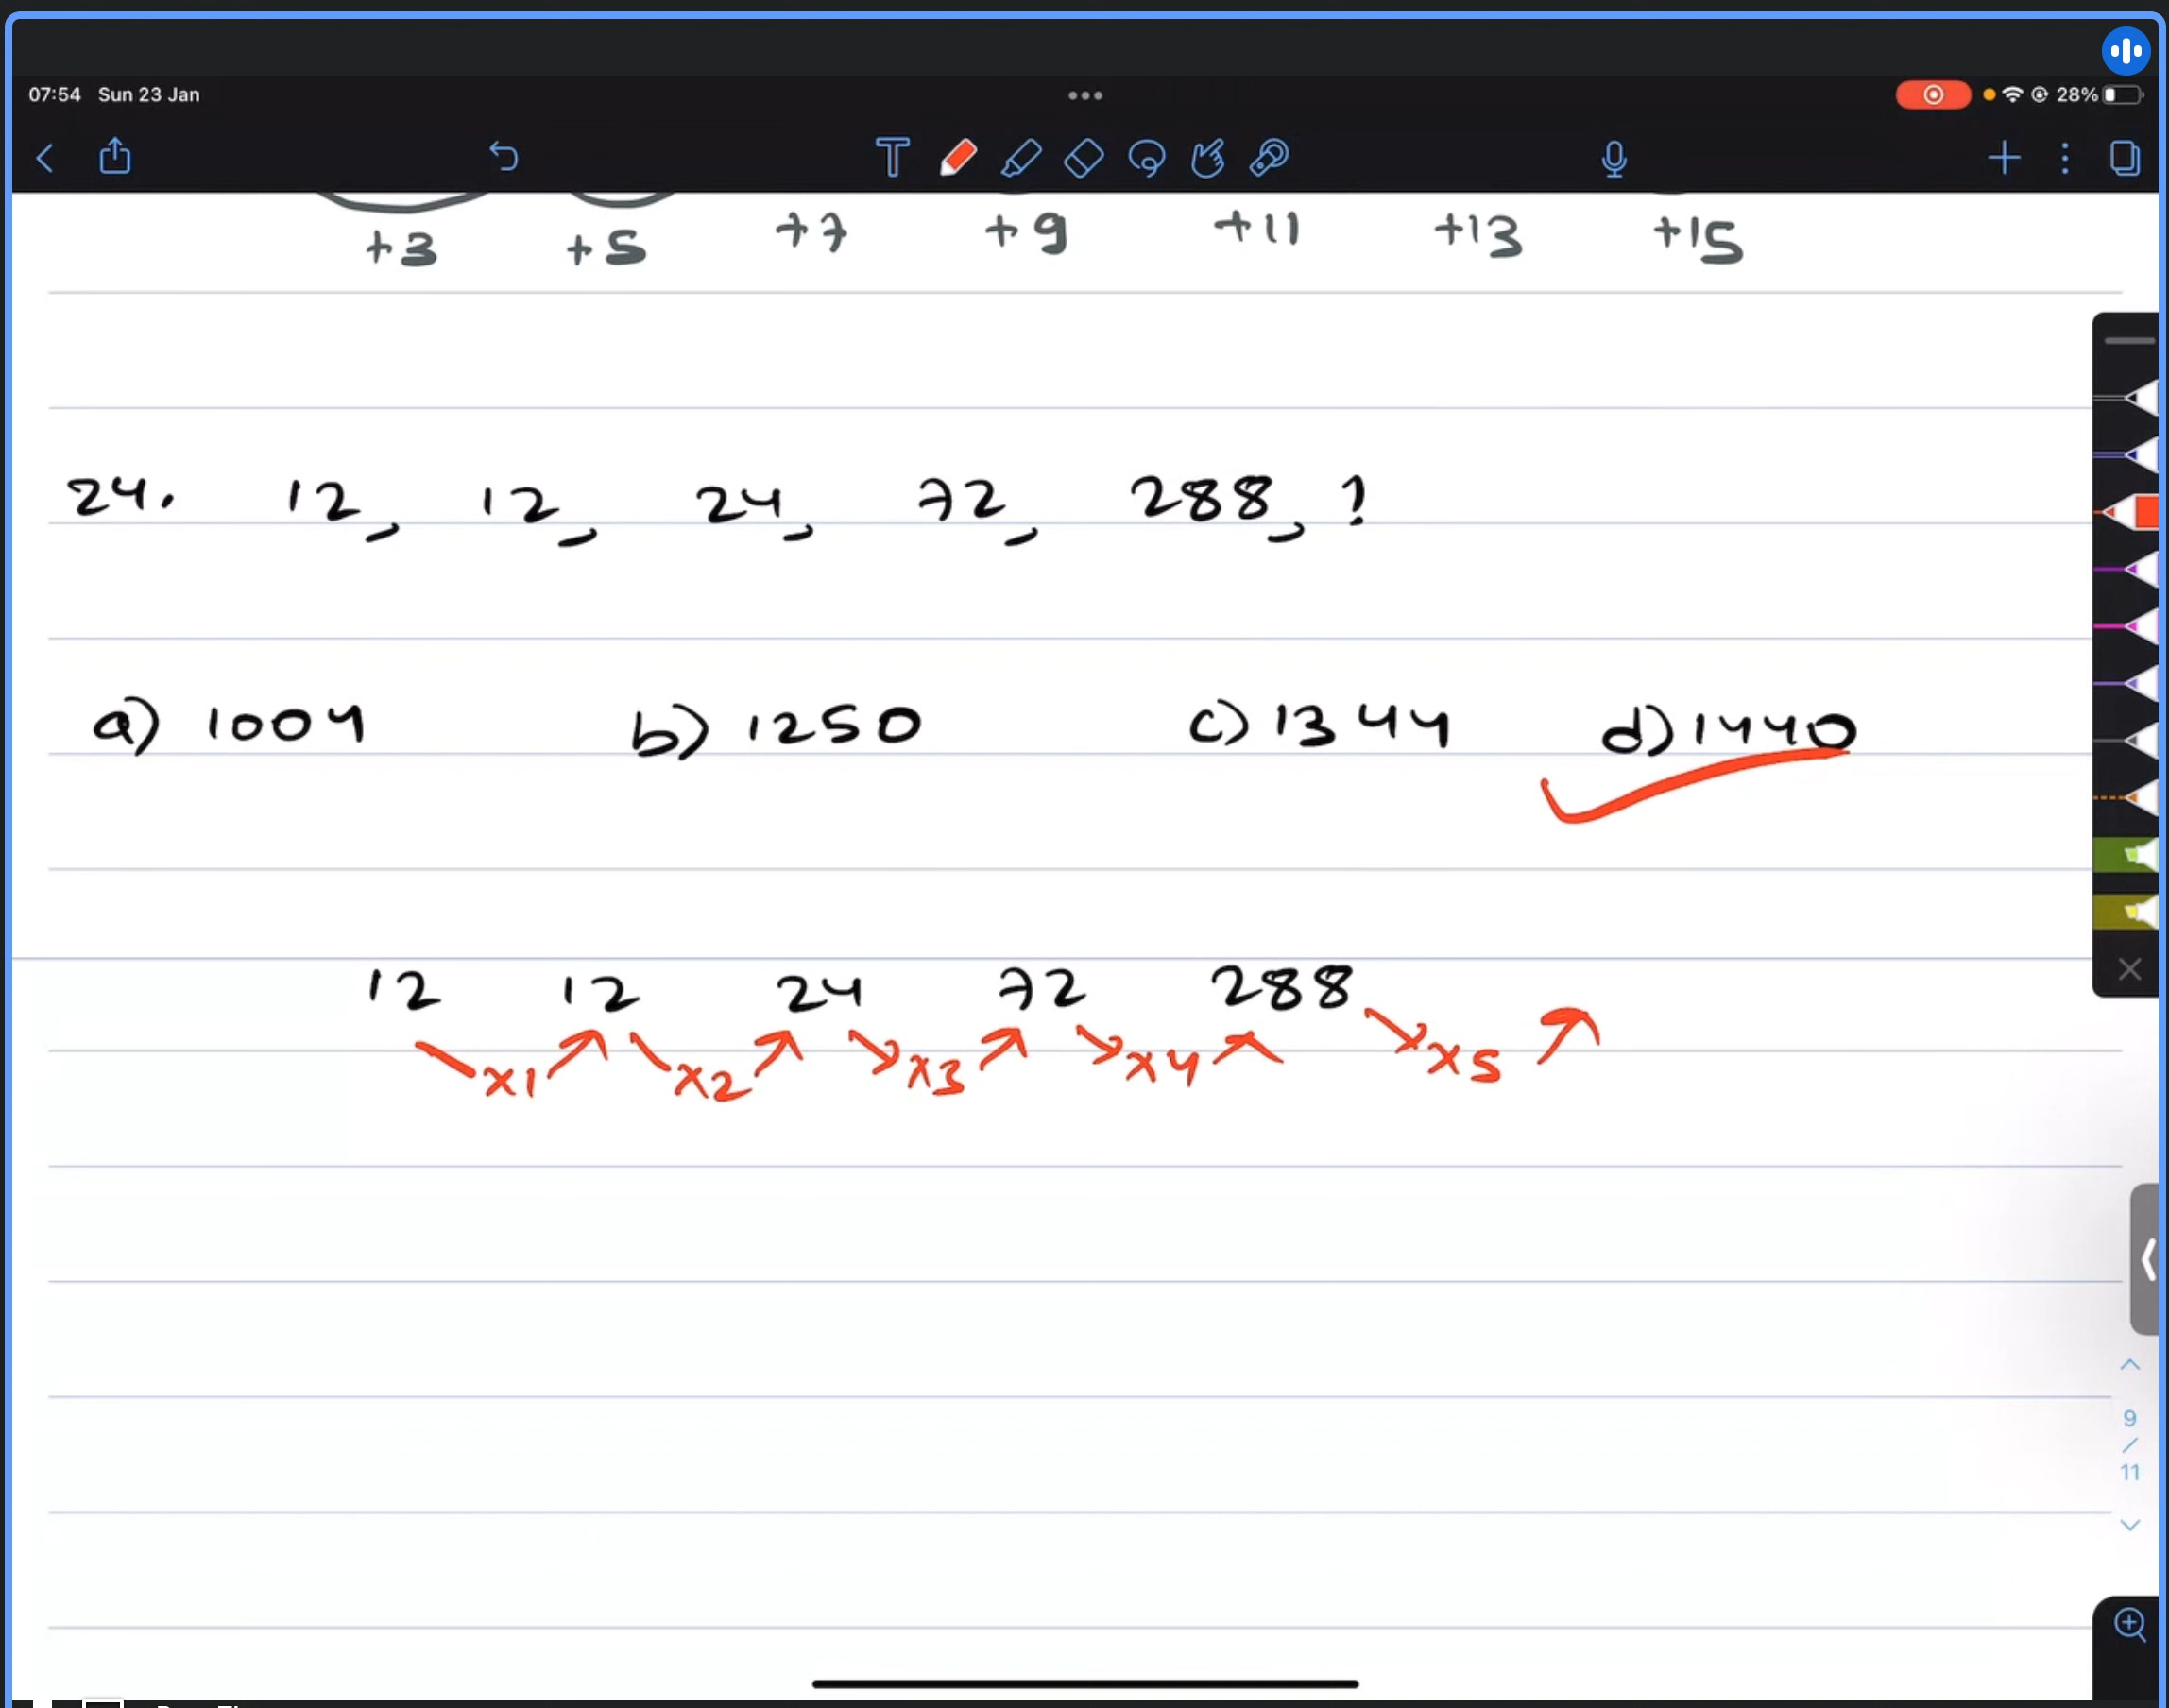 07:54 Sun 23 Jan
28%
+3 +5 +7 +9 +11 +13 +15
24. 12, 12, 24, 72, 288, ?
a) 1004 b) 1250 c) 1344 d) 1440
12 12 24 72 288
x1 x2 x3 x4 x5
9
/
11